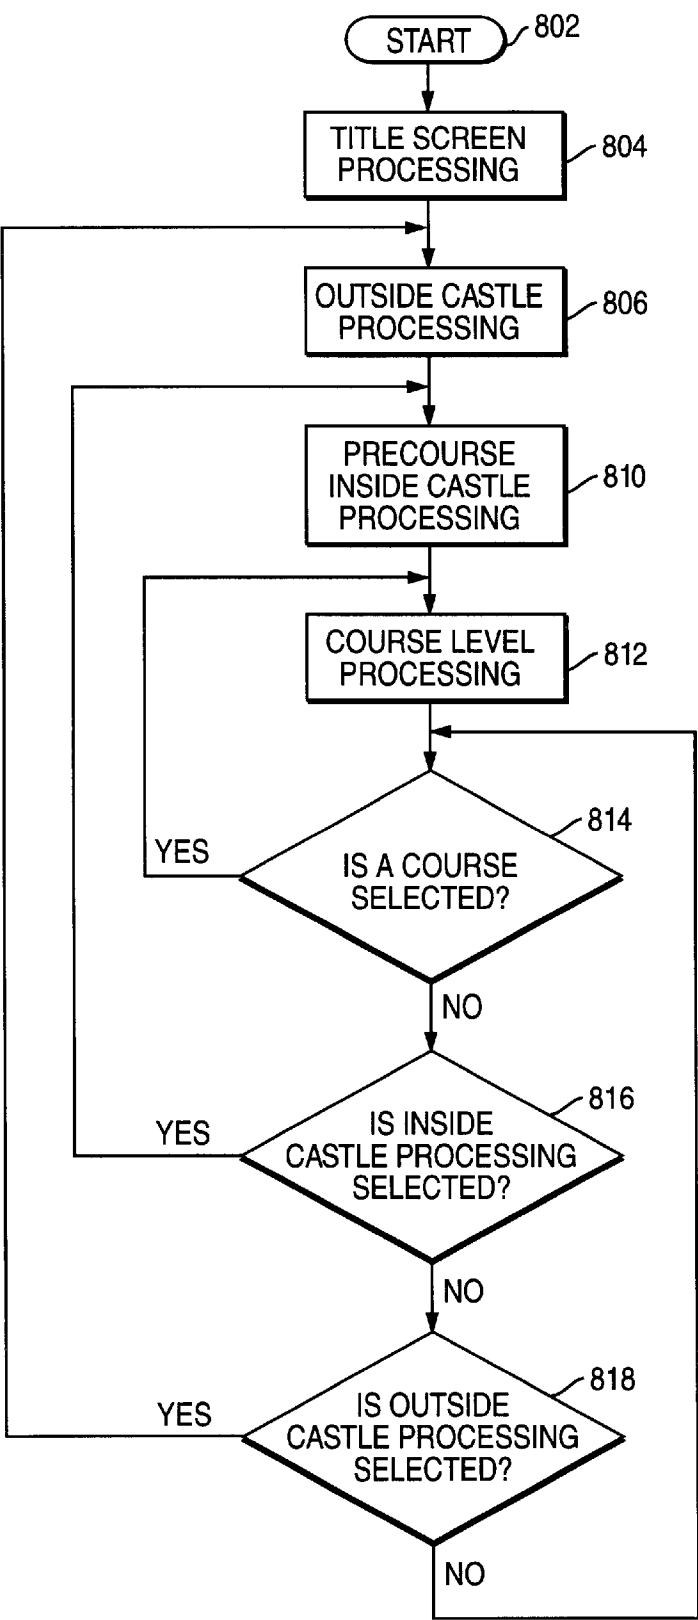 START
802
TITLE SCREEN
PROCESSING
804
OUTSIDE CASTLE
PROCESSING
806
PRECOURSE
INSIDE CASTLE
PROCESSING
810
COURSE LEVEL
PROCESSING
812
814
IS A COURSE
SELECTED?
YES
NO
816
IS INSIDE
CASTLE PROCESSING
SELECTED?
YES
NO
818
IS OUTSIDE
CASTLE PROCESSING
SELECTED?
YES
NO